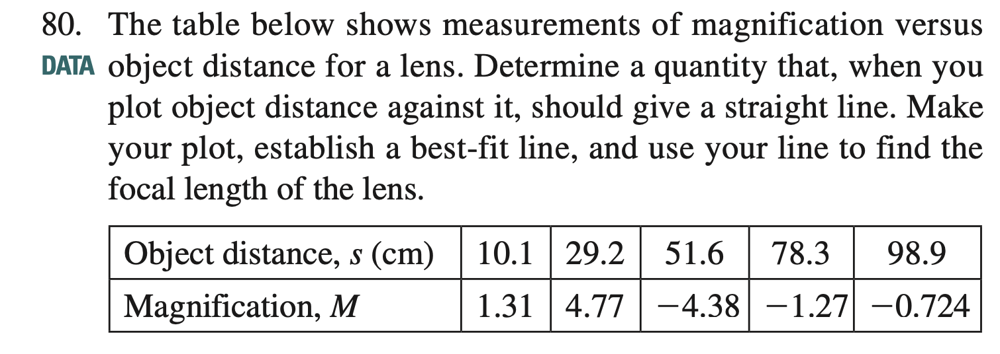 80. The table below shows measurements of magnification versus
DATA object distance for a lens. Determine a quantity that, when you
plot object distance against it, should give a straight line. Make
your plot, establish a best-fit line, and use your line to find the
focal length of the lens.
Object distance, s (cm) 10.1 29.2 51.6 78.3 98.9
Magnification, M 1.31 4.77 −4.38 −1.27 −0.724